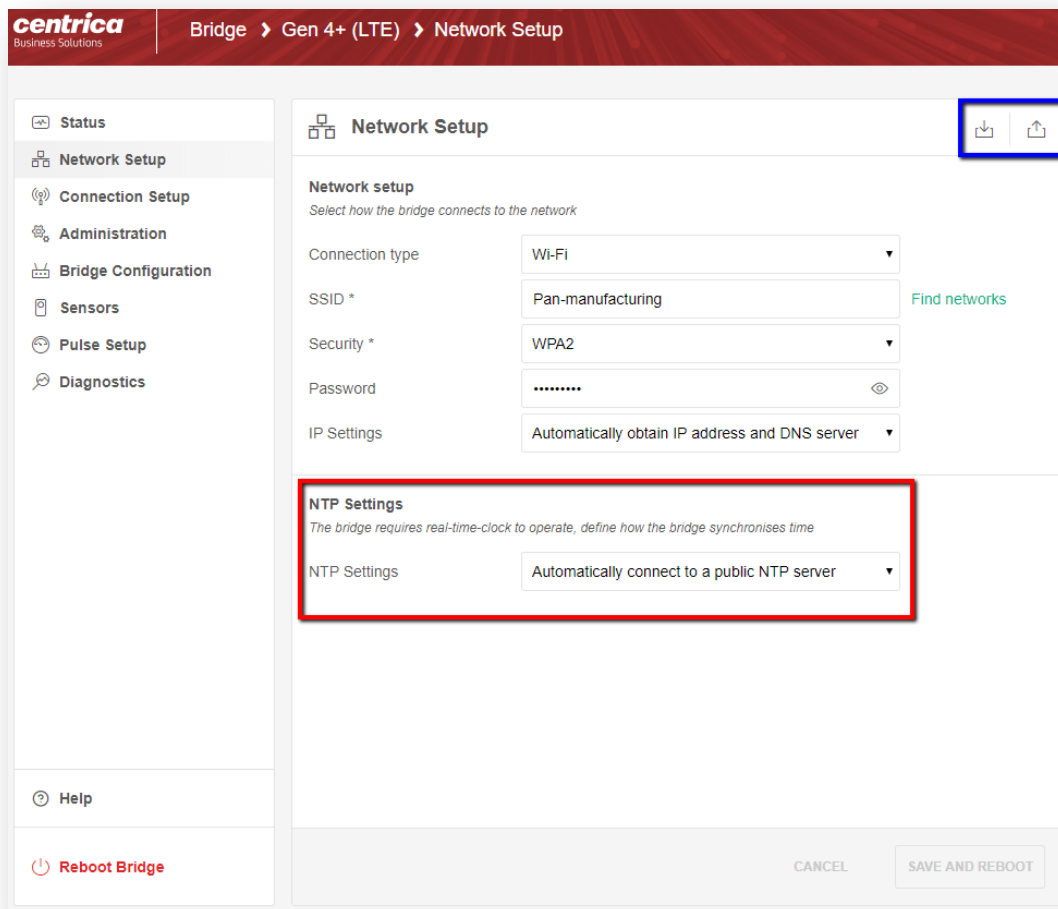 centrica
Business Solutions
Bridge > Gen 4+ (LTE) > Network Setup
Status
Network Setup
Connection Setup
Administration
Bridge Configuration
Sensors
Pulse Setup
Diagnostics
Help
Reboot Bridge
Network Setup
Network setup
Select how the bridge connects to the network
Connection type Wi-Fi
SSID * Pan-manufacturing Find networks
Security * WPA2
Password •••••••••
IP Settings Automatically obtain IP address and DNS server
NTP Settings
The bridge requires real-time-clock to operate, define how the bridge synchronises time
NTP Settings Automatically connect to a public NTP server
CANCEL SAVE AND REBOOT